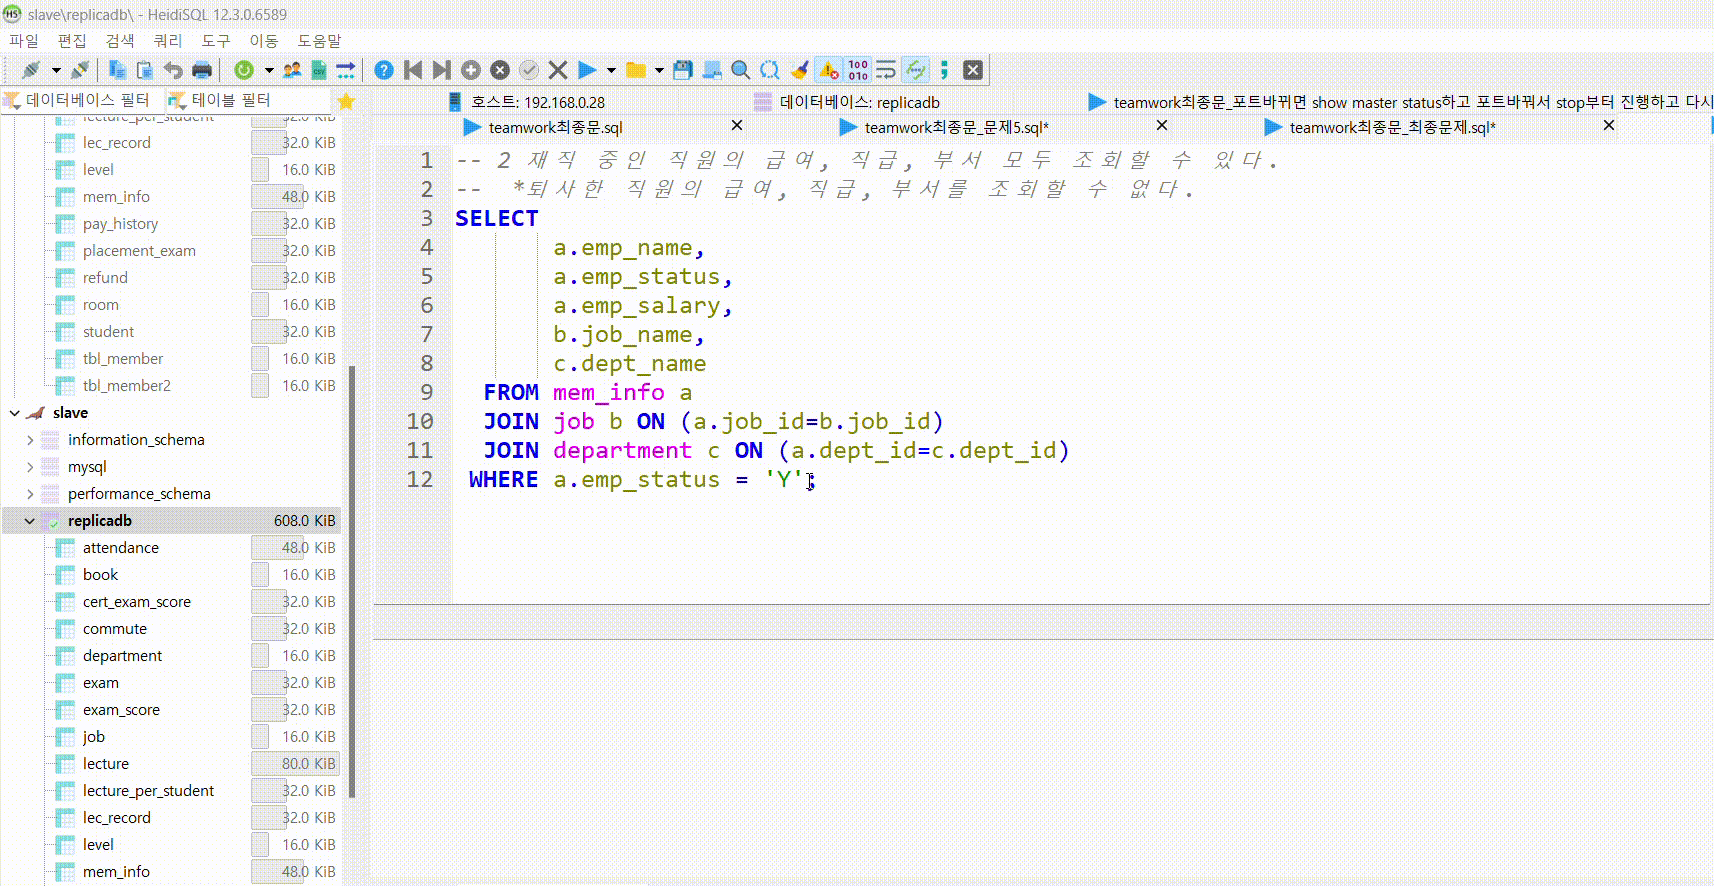 slave\replicadb\ - HeidiSQL 12.3.0.6589
파일 편집 검색 쿼리 도구 이동 도움말
데이터베이스 필터 테이블 필터
호스트: 192.168.0.28 데이터베이스: replicadb teamwork최종문_포트바뀌면 show master status하고 포트바꿔서 stop부터 진행하고 다시
teamwork최종문.sql teamwork최종문_문제5.sql* teamwork최종문_최종문제.sql*
lecture_per_student 32.0 KiB
lec_record 32.0 KiB
level 16.0 KiB
mem_info 48.0 KiB
pay_history 32.0 KiB
placement_exam 32.0 KiB
refund 32.0 KiB
room 16.0 KiB
student 32.0 KiB
tbl_member 16.0 KiB
tbl_member2 16.0 KiB
slave
information_schema
mysql
performance_schema
replicadb 608.0 KiB
attendance 48.0 KiB
book 16.0 KiB
cert_exam_score 32.0 KiB
commute 32.0 KiB
department 16.0 KiB
exam 32.0 KiB
exam_score 32.0 KiB
job 16.0 KiB
lecture 80.0 KiB
lecture_per_student 32.0 KiB
lec_record 32.0 KiB
level 16.0 KiB
mem_info 48.0 KiB
1 -- 2 재직 중인 직원의 급여, 직급, 부서 모두 조회할 수 있다.
2 -- *퇴사한 직원의 급여, 직급, 부서를 조회할 수 없다.
3 SELECT
4 a.emp_name,
5 a.emp_status,
6 a.emp_salary,
7 b.job_name,
8 c.dept_name
9 FROM mem_info a
10 JOIN job b ON (a.job_id=b.job_id)
11 JOIN department c ON (a.dept_id=c.dept_id)
12 WHERE a.emp_status = 'Y';